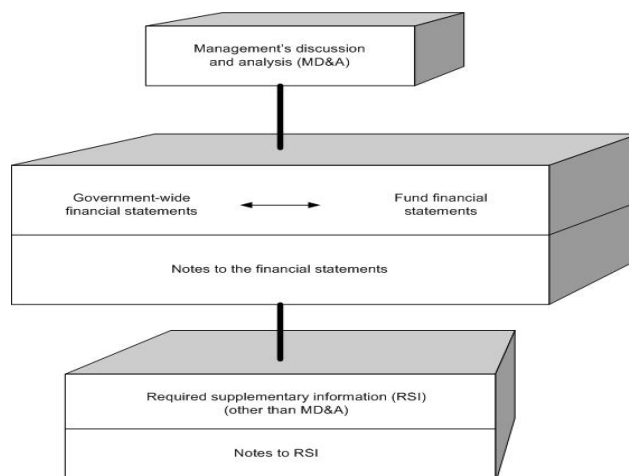 Management's discussion
and analysis (MD&A)
Government-wide
financial statements
Fund financial
statements
Notes to the financial statements
Required supplementary information (RSI)
(other than MD&A)
Notes to RSI